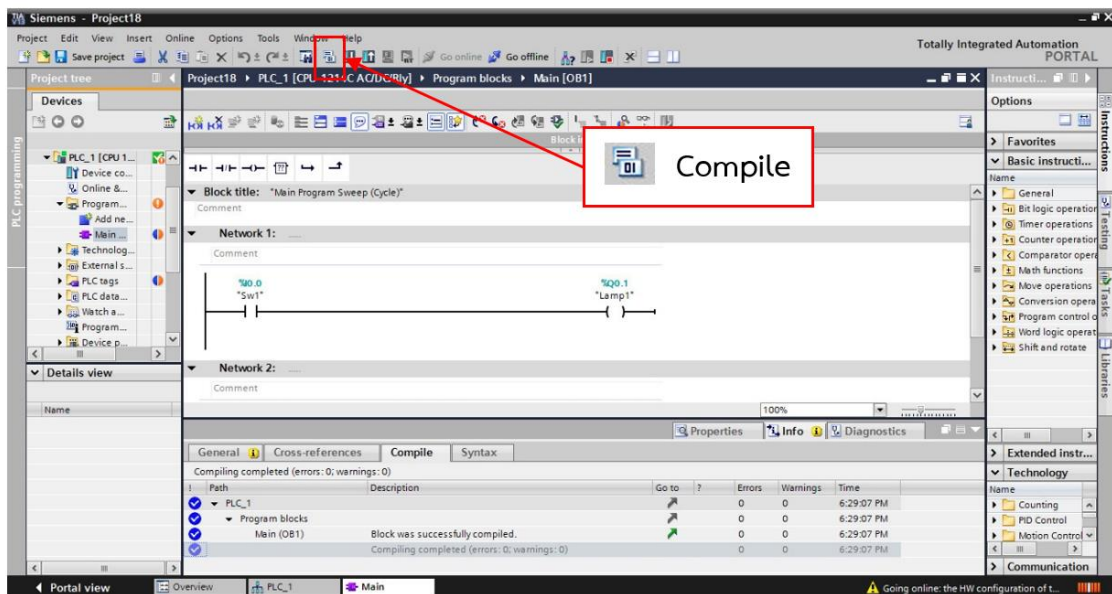 Siemens - Project18
Project Edit View Insert Online Options Tools Window Help
Totally Integrated Automation
PORTAL
Save project
Go online
Go offline
Project tree
Project18 ▸ PLC_1 [CPU 1214C AC/DC/Rly] ▸ Program blocks ▸ Main [OB1]
Instructi...
Devices
Options
PLC programming
PLC_1 [CPU 1...
Device co...
Online &...
Program...
Add ne...
Main ...
Technolog...
External s...
PLC tags
PLC data...
Watch a...
Program...
Device p...
Details view
Name
Compile
Block title: "Main Program Sweep (Cycle)"
Comment
Network 1: .....
Comment
%I0.0
"Sw1"
%Q0.1
"Lamp1"
Network 2: .....
Comment
100%
Properties
Info
Diagnostics
General
Cross-references
Compile
Syntax
Compiling completed (errors: 0; warnings: 0)
! Path Description Go to ? Errors Warnings Time
PLC_1 0 0 6:29:07 PM
Program blocks 0 0 6:29:07 PM
Main (OB1) Block was successfully compiled. 0 0 6:29:07 PM
Compiling completed (errors: 0; warnings: 0) 0 0 6:29:07 PM
Favorites
Basic instructi...
Name
General
Bit logic operation
Timer operations
Counter operation
Comparator opera
Math functions
Move operations
Conversion opera
Program control o
Word logic operat
Shift and rotate
Extended instr...
Technology
Name
Counting
PID Control
Motion Control
Communication
Instructions
Testing
Tasks
Libraries
Portal view
Overview
PLC_1
Main
Going online: the HW configuration of t...